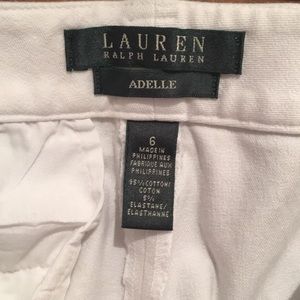 LAUREN
RALPH LAUREN
ADELLE
6
MADE IN
PHILIPPINES
FABRIQUE AUX
PHILIPPINES
95% COTTON/
COTON
5%
ELASTANE/
ELASTHANNE